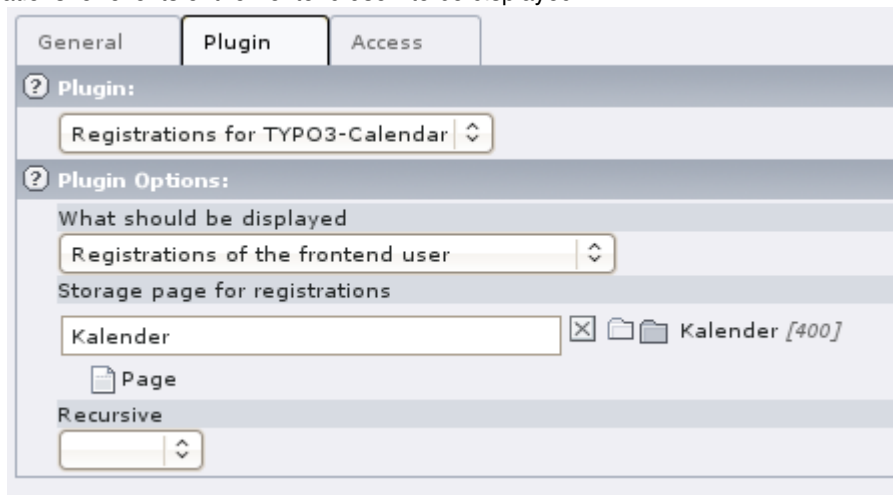 General Plugin Access
Plugin:
Registrations for TYPO3-Calendar
Plugin Options:
What should be displayed
Registrations of the frontend user
Storage page for registrations
Kalender Kalender [400]
Page
Recursive